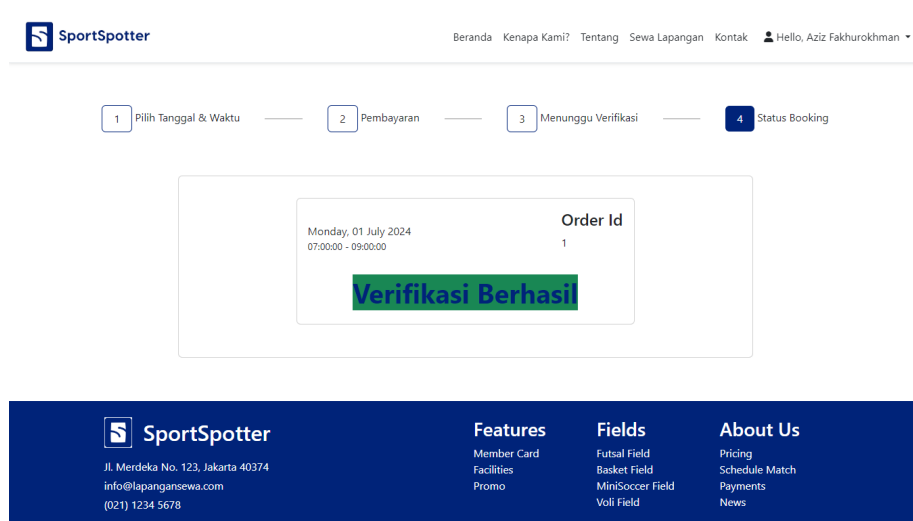 SportSpotter
Beranda Kenapa Kami? Tentang Sewa Lapangan Kontak Hello, Aziz Fakhurokhman
1 Pilih Tanggal & Waktu 2 Pembayaran 3 Menunggu Verifikasi 4 Status Booking
Monday, 01 July 2024
07:00:00 - 09:00:00
Order Id
1
Verifikasi Berhasil
SportSpotter
Jl. Merdeka No. 123, Jakarta 40374
info@lapangansewa.com
(021) 1234 5678
Features
Member Card
Facilities
Promo
Fields
Futsal Field
Basket Field
MiniSoccer Field
Voli Field
About Us
Pricing
Schedule Match
Payments
News